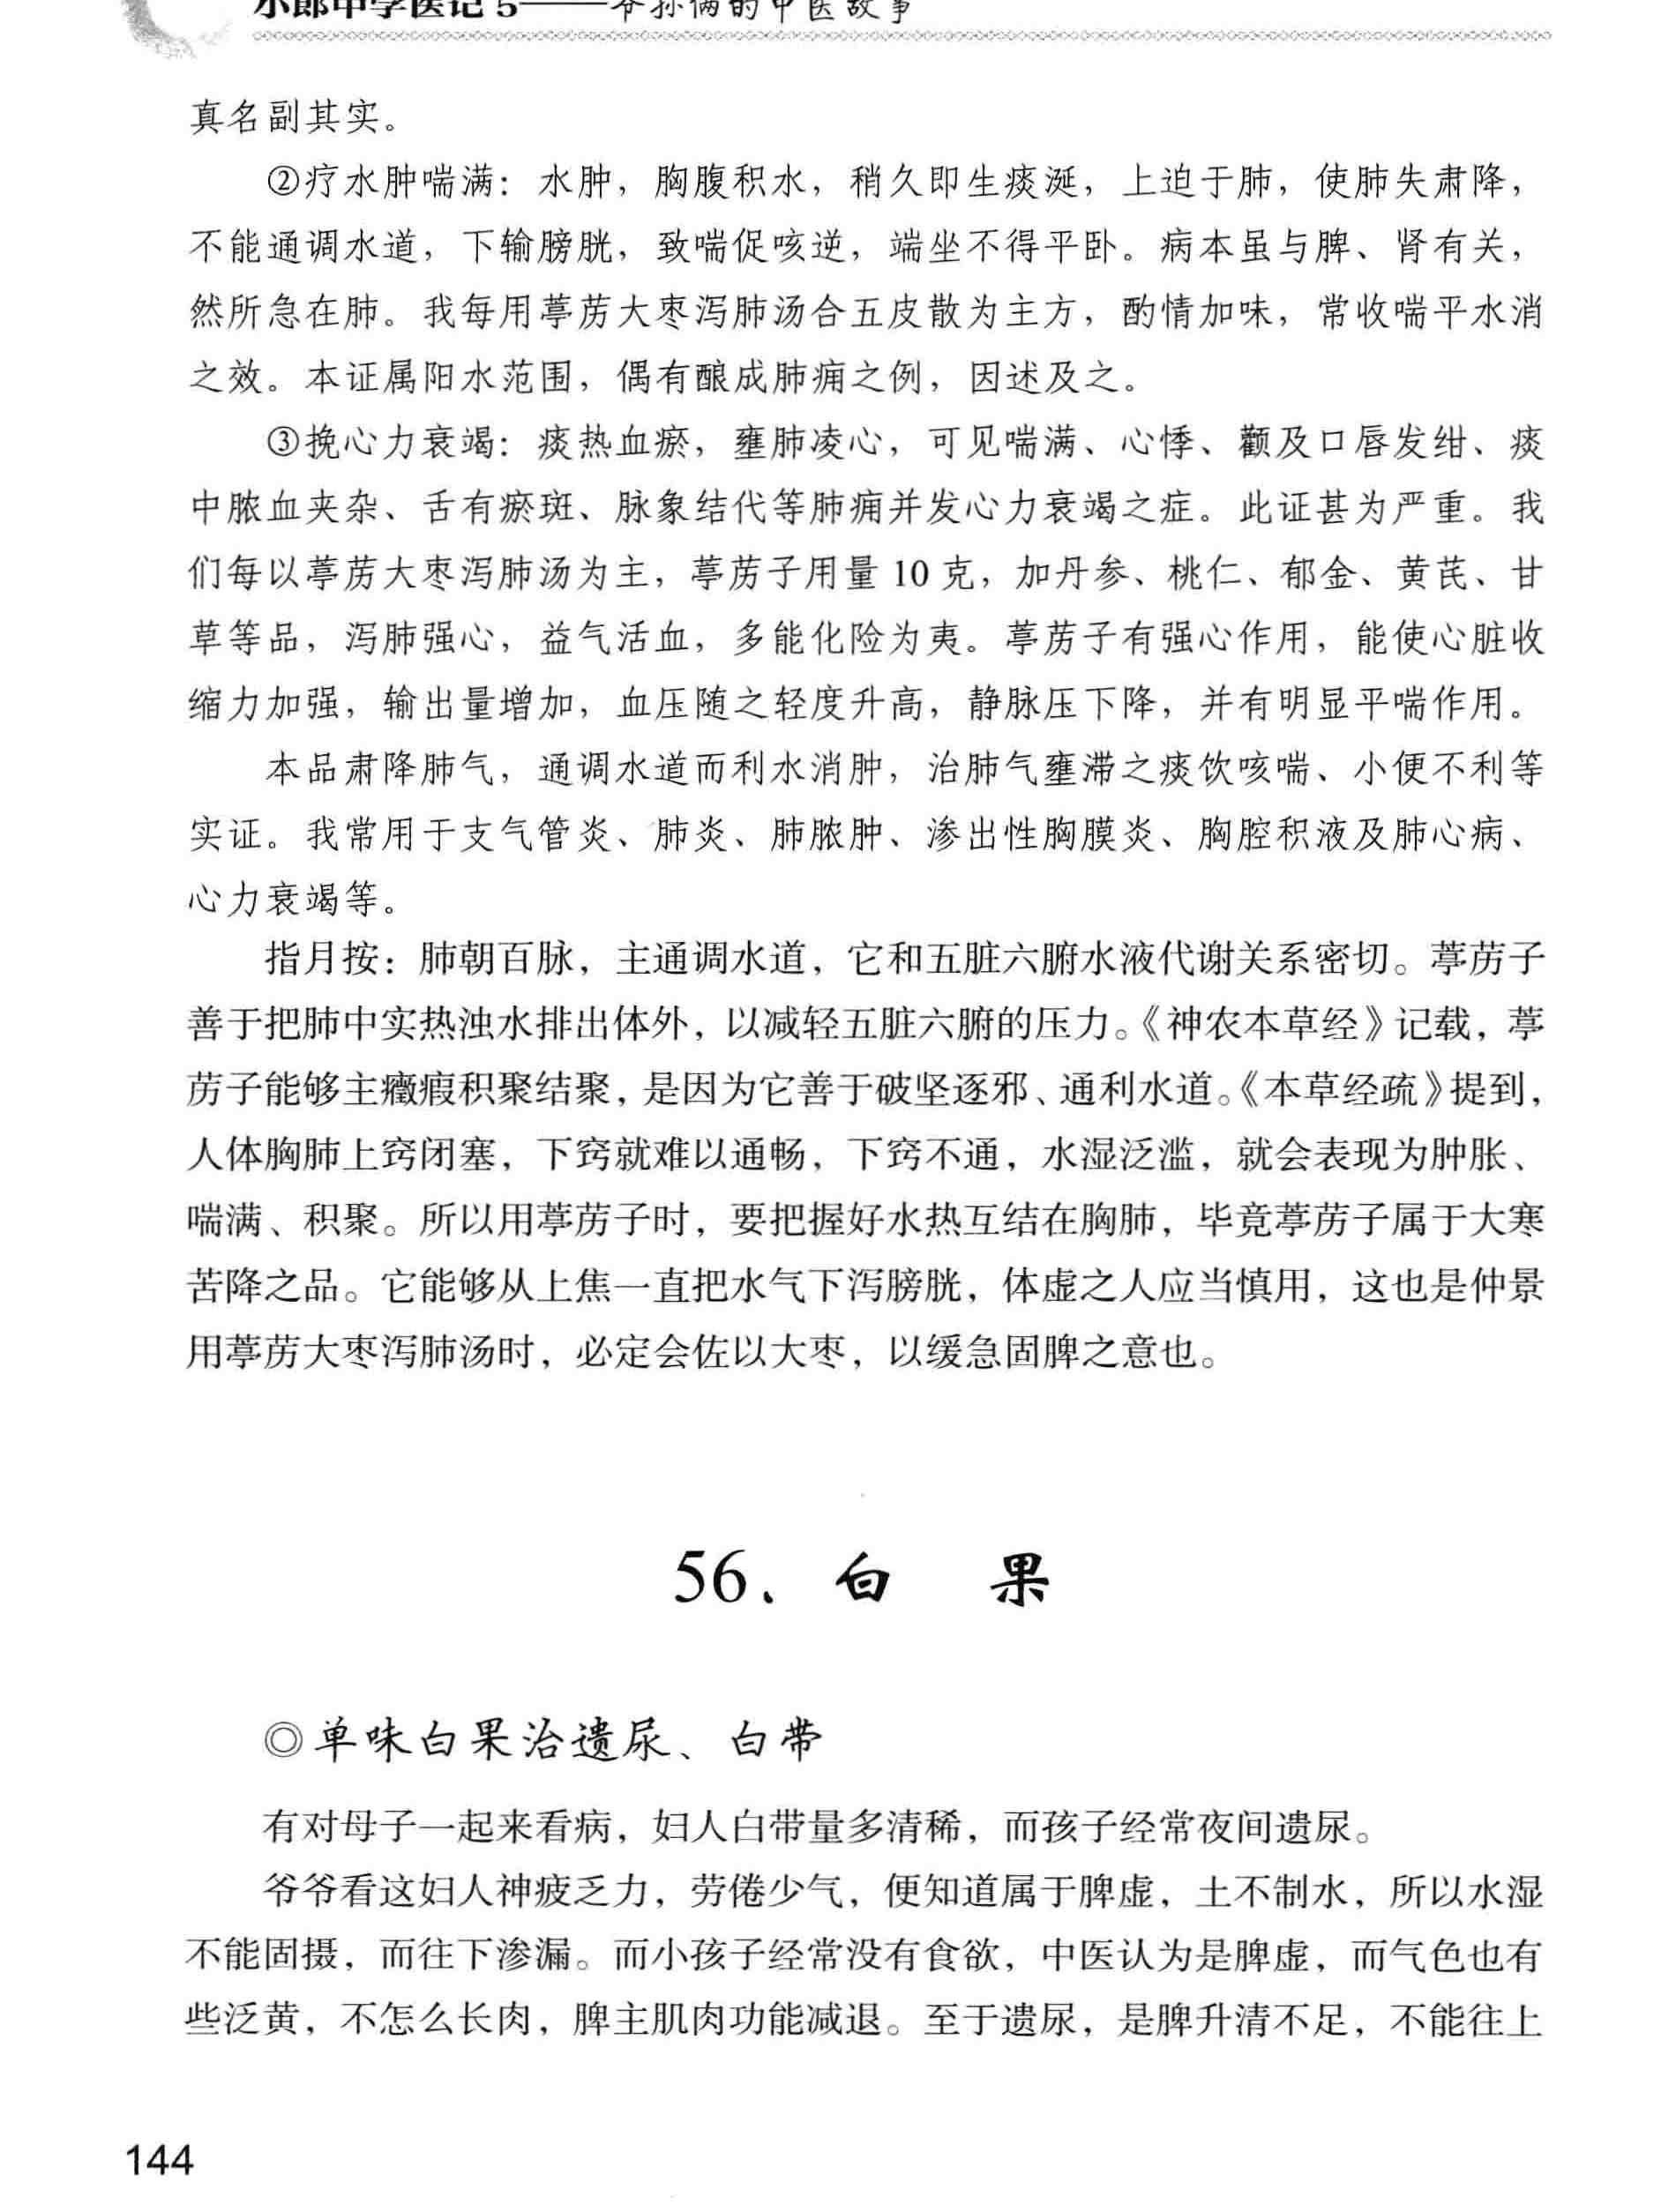 小郎中学医记5——爷孙俩的中医故事
真名副其实。
②疗水肿喘满：水肿，胸腹积水，稍久即生痰涎，上迫于肺，使肺失肃降，
不能通调水道，下输膀胱，致喘促咳逆，端坐不得平卧。病本虽与脾、肾有关，
然所急在肺。我每用葶苈大枣泻肺汤合五皮散为主方，酌情加味，常收喘平水消
之效。本证属阳水范围，偶有酿成肺痈之例，因述及之。
③挽心力衰竭：痰热血瘀，壅肺凌心，可见喘满、心悸、颧及口唇发绀、痰
中脓血夹杂、舌有瘀斑、脉象结代等肺痈并发心力衰竭之症。此证甚为严重。我
们每以葶苈大枣泻肺汤为主，葶苈子用量10克，加丹参、桃仁、郁金、黄芪、甘
草等品，泻肺强心，益气活血，多能化险为夷。葶苈子有强心作用，能使心脏收
缩力加强，输出量增加，血压随之轻度升高，静脉压下降，并有明显平喘作用。
本品肃降肺气，通调水道而利水消肿，治肺气壅滞之痰饮咳喘、小便不利等
实证。我常用于支气管炎、肺炎、肺脓肿、渗出性胸膜炎、胸腔积液及肺心病、
心力衰竭等。
指月按：肺朝百脉，主通调水道，它和五脏六腑水液代谢关系密切。葶苈子
善于把肺中实热浊水排出体外，以减轻五脏六腑的压力。《神农本草经》记载，葶
苈子能够主癥瘕积聚结聚，是因为它善于破坚逐邪、通利水道。《本草经疏》提到，
人体胸肺上窍闭塞，下窍就难以通畅，下窍不通，水湿泛滥，就会表现为肿胀、
喘满、积聚。所以用葶苈子时，要把握好水热互结在胸肺，毕竟葶苈子属于大寒
苦降之品。它能够从上焦一直把水气下泻膀胱，体虚之人应当慎用，这也是仲景
用葶苈大枣泻肺汤时，必定会佐以大枣，以缓急固脾之意也。
56、白 果
◎单味白果治遗尿、白带
有对母子一起来看病，妇人白带量多清稀，而孩子经常夜间遗尿。
爷爷看这妇人神疲乏力，劳倦少气，便知道属于脾虚，土不制水，所以水湿
不能固摄，而往下渗漏。而小孩子经常没有食欲，中医认为是脾虚，而气色也有
些泛黄，不怎么长肉，脾主肌肉功能减退。至于遗尿，是脾升清不足，不能往上
144